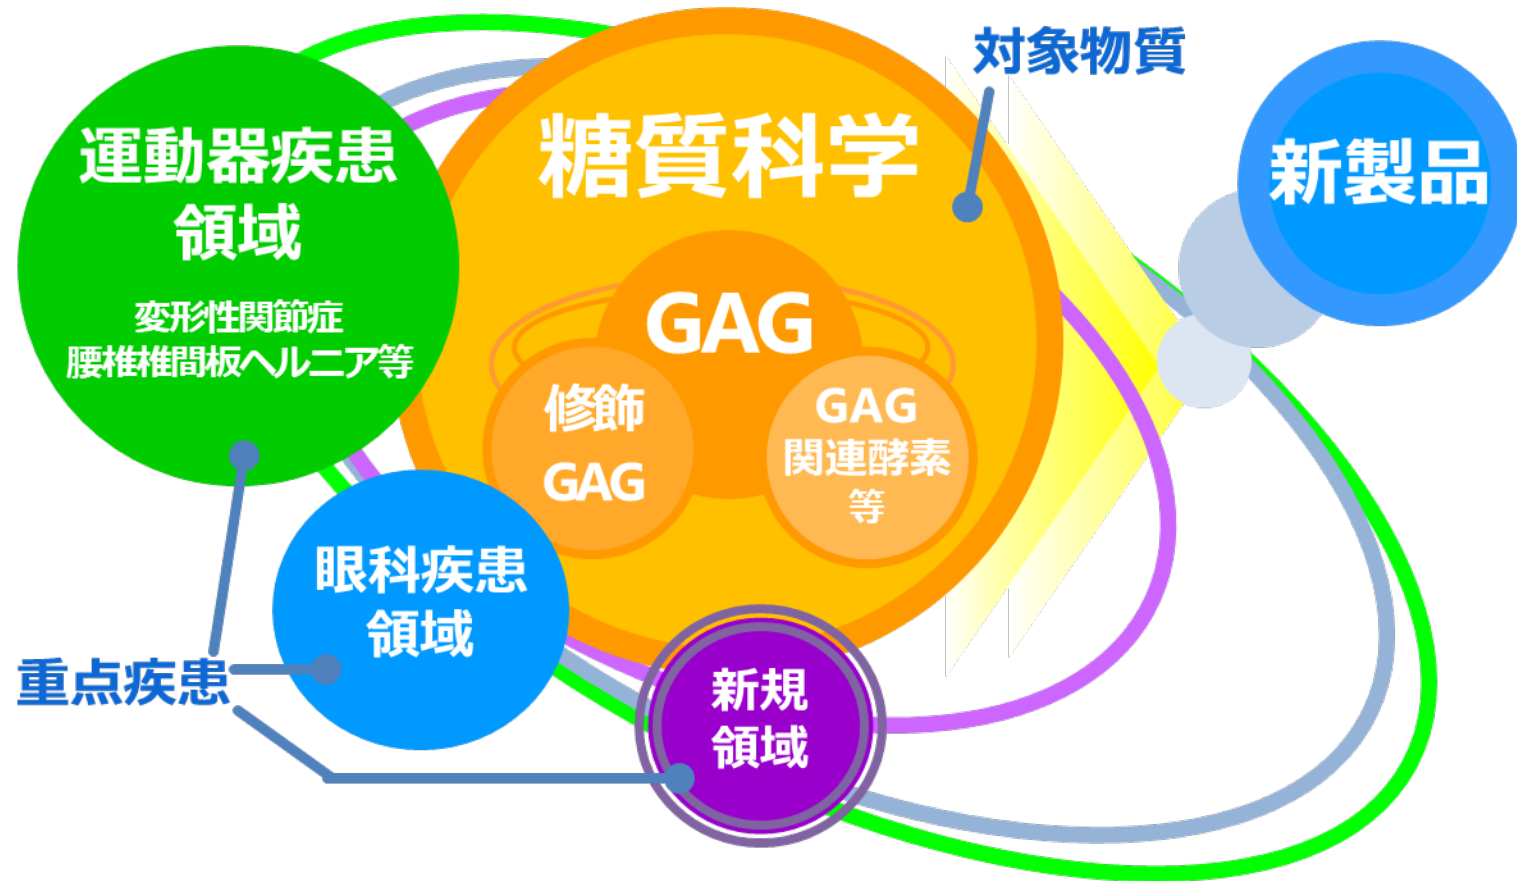 対象物質
糖質科学
新製品
運動器疾患
領域
変形性関節症
腰椎椎間板ヘルニア等
GAG
修飾
GAG
GAG
関連酵素
等
眼科疾患
領域
重点疾患
新規
領域